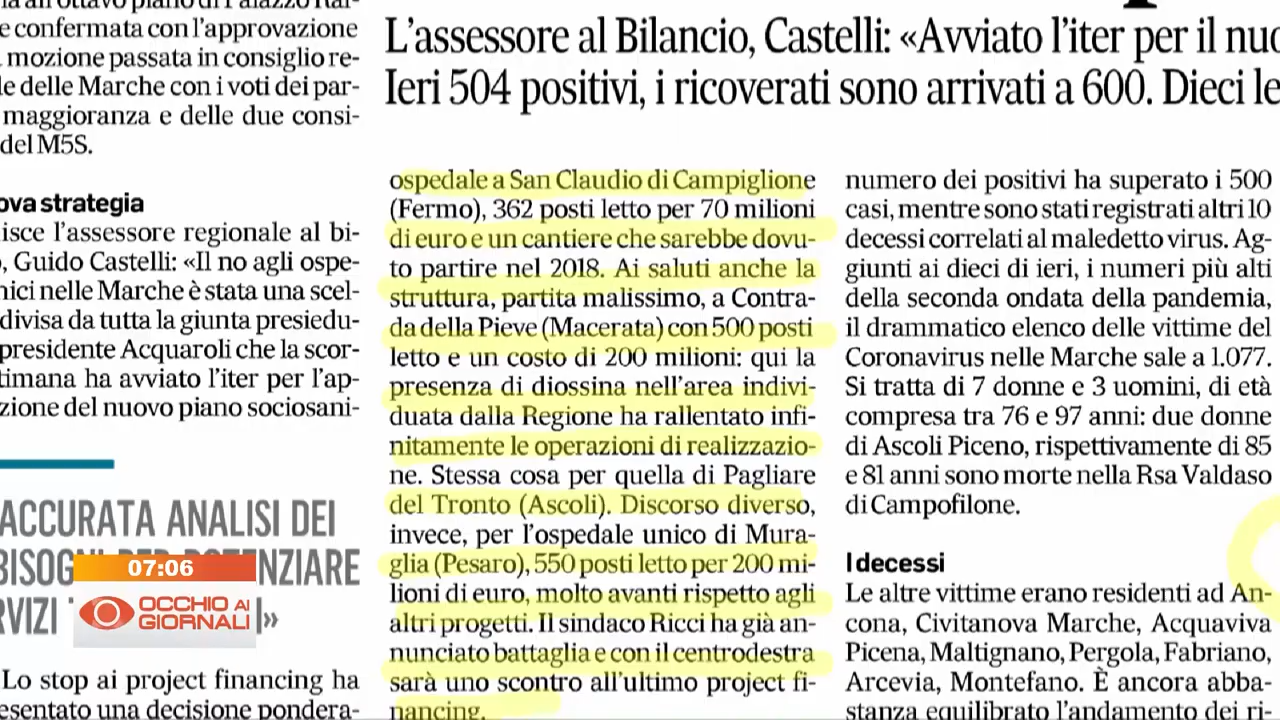 e confermata con l'approvazione
mozione passata in consiglio re-
le delle Marche con i voti dei par-
maggioranza e delle due consi-
del M5S.
ova strategia
isce l'assessore regionale al bi-
, Guido Castelli: «Il no agli ospe-
nici nelle Marche è stata una scel-
divisa da tutta la giunta presiedu-
presidente Acquaroli che la scor-
timana ha avviato l'iter per l'ap-
zione del nuovo piano sociosani-
ACCURATA ANALISI DEI
BISOG
NZIARE
RVIZI
»
Lo stop ai project financing ha
esentato una decisione pondera-
L'assessore al Bilancio, Castelli: «Avviato l'iter per il nuo
Ieri 504 positivi, i ricoverati sono arrivati a 600. Dieci le
ospedale a San Claudio di Campiglione
(Fermo), 362 posti letto per 70 milioni
di euro e un cantiere che sarebbe dovu-
to partire nel 2018. Ai saluti anche la
struttura, partita malissimo, a Contra-
da della Pieve (Macerata) con 500 posti
letto e un costo di 200 milioni: qui la
presenza di diossina nell'area indivi-
duata dalla Regione ha rallentato infi-
nitamente le operazioni di realizzazio-
ne. Stessa cosa per quella di Pagliare
del Tronto (Ascoli). Discorso diverso,
invece, per l'ospedale unico di Mura-
glia (Pesaro), 550 posti letto per 200 mi-
lioni di euro, molto avanti rispetto agli
altri progetti. Il sindaco Ricci ha già an-
nunciato battaglia e con il centrodestra
sarà uno scontro all'ultimo project fi-
nancing.
numero dei positivi ha superato i 500
casi, mentre sono stati registrati altri 10
decessi correlati al maledetto virus. Ag-
giunti ai dieci di ieri, i numeri più alti
della seconda ondata della pandemia,
il drammatico elenco delle vittime del
Coronavirus nelle Marche sale a 1.077.
Si tratta di 7 donne e 3 uomini, di età
compresa tra 76 e 97 anni: due donne
di Ascoli Piceno, rispettivamente di 85
e 81 anni sono morte nella Rsa Valdaso
di Campofilone.
I decessi
Le altre vittime erano residenti ad An-
cona, Civitanova Marche, Acquaviva
Picena, Maltignano, Pergola, Fabriano,
Arcevia, Montefano. È ancora abba-
stanza equilibrato l'andamento dei ri-
07:06
OCCHIO AI
GIORNALI